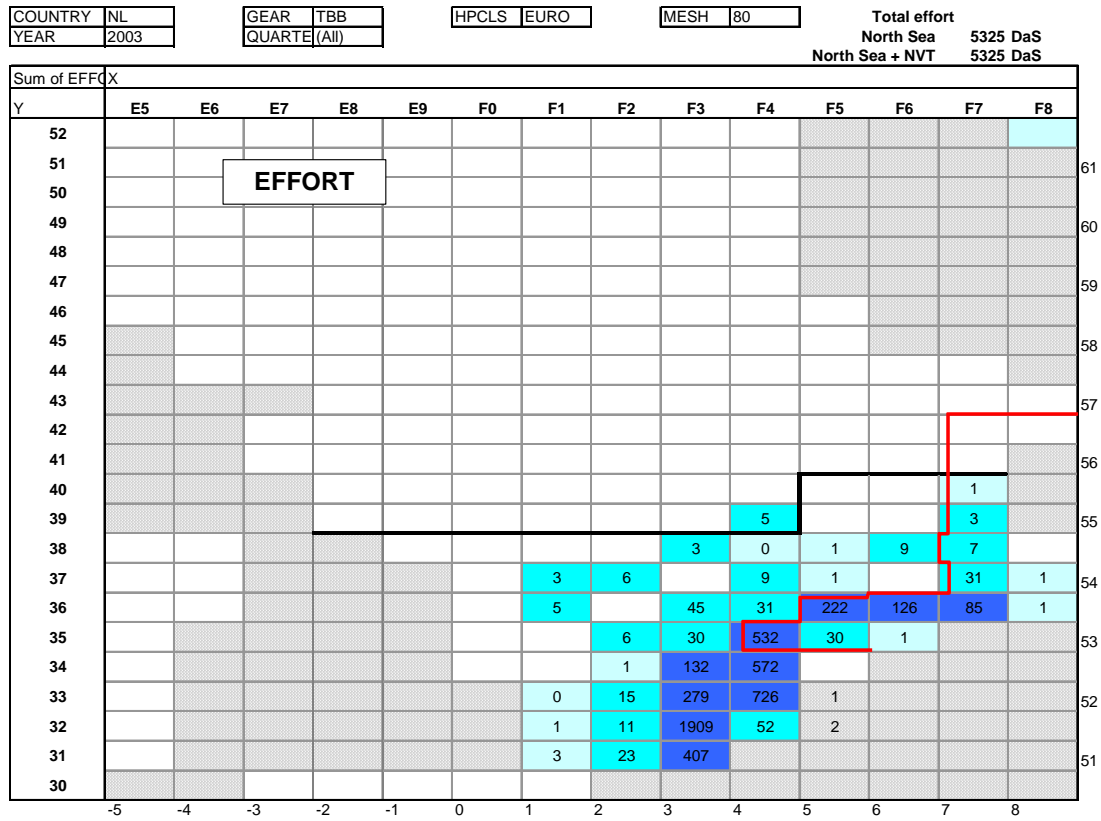 COUNTRY NL GEAR TBB HPCLS EURO MESH 80 Total effort
YEAR 2003 QUARTE (All) North Sea 5325 DaS
North Sea + NVT 5325 DaS
Sum of EFFO X
Y E5 E6 E7 E8 E9 F0 F1 F2 F3 F4 F5 F6 F7 F8
52
51 61
EFFORT
50
49 60
48
47 59
46
45 58
44
43 57
42
41 56
40 1
39 5 3 55
38 3 0 1 9 7
37 3 6 9 1 31 1 54
36 5 45 31 222 126 85 1
35 6 30 532 30 1 53
34 1 132 572
33 0 15 279 726 1 52
32 1 11 1909 52 2
31 3 23 407 51
30
-5 -4 -3 -2 -1 0 1 2 3 4 5 6 7 8